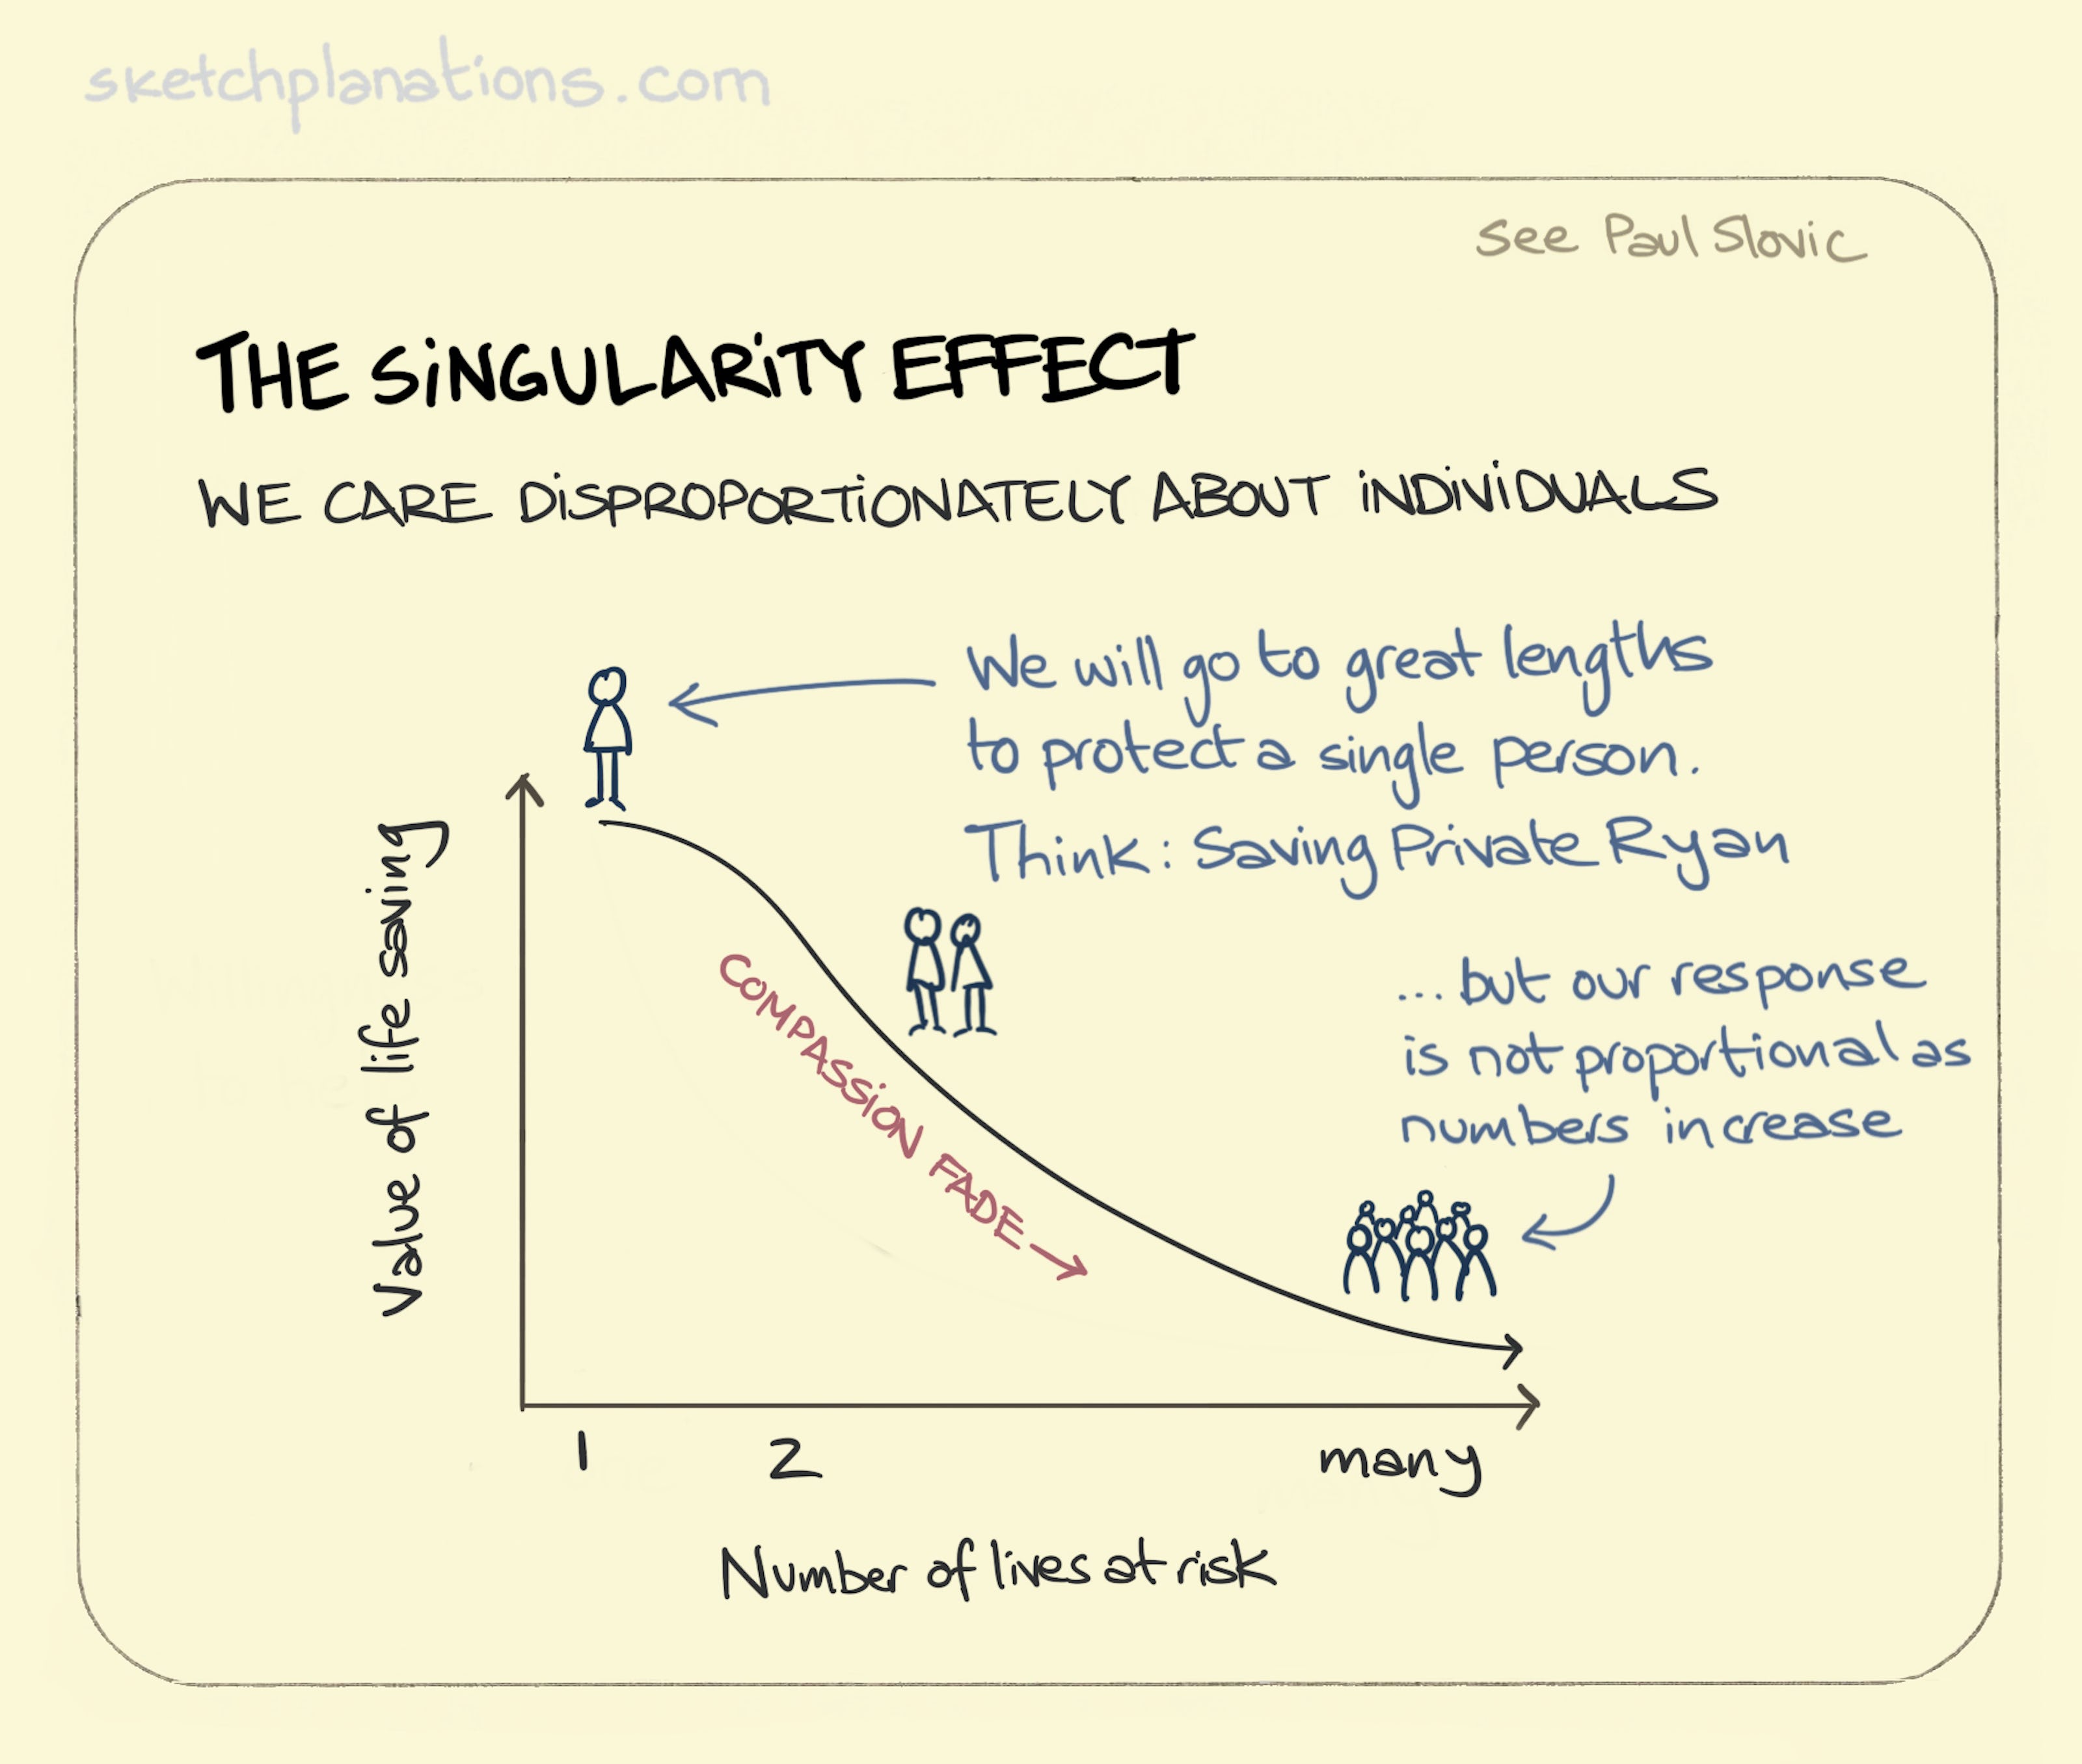 sketchplanations.com
see Paul Slovic
THE SiNGULARiTY EFFECT
WE CARE DiSPROPORTiONATELY ABOUT iNDiViDUALS
We will go to great lengths
to protect a single person.
Think: Saving Private Ryan
...but our response
is not proportional as
numbers increase
Value of life saving
COMPASSiON FADE
1
2
many
Number of lives at risk